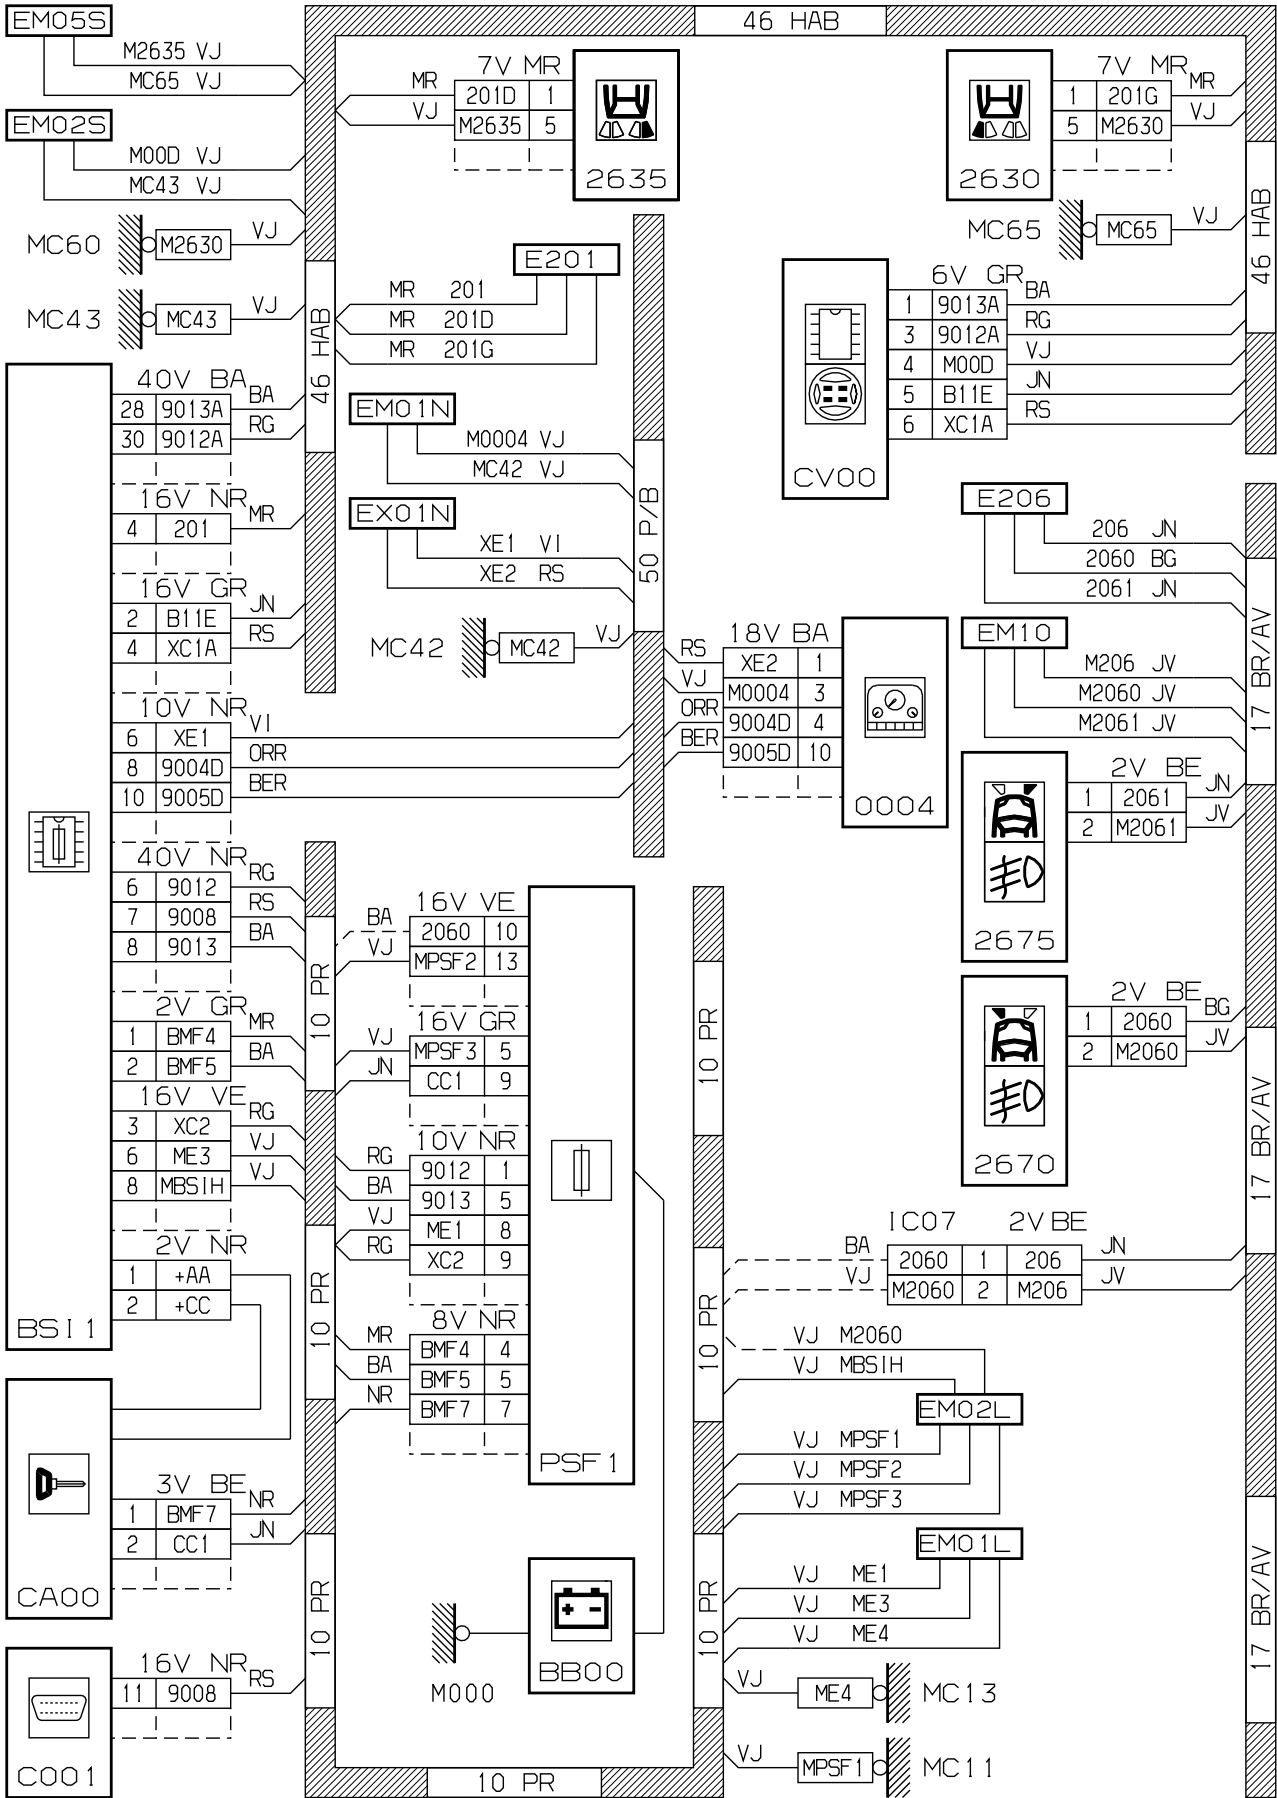 46 HAB
EM05S
M2635 VJ
MC65 VJ
EM02S
M00D VJ
MC43 VJ
MC60
M2630
VJ
MC43
MC43
VJ
46 HAB
7V MR
MR
201D 1
VJ
M2635 5
2635
7V MR
1 201G
MR
5 M2630
VJ
2630
MC65
MC65
VJ
46 HAB
E201
MR 201
MR 201D
MR 201G
6V GR
1 9013A BA
3 9012A RG
4 M00D VJ
5 B11E JN
6 XC1A RS
CV00
EM01N
M0004 VJ
MC42 VJ
EX01N
XE1 VI
XE2 RS
50 P/B
MC42
MC42
VJ
40V BA
28 9013A BA
30 9012A RG
16V NR
4 201 MR
16V GR
2 B11E JN
4 XC1A RS
10V NR
6 XE1 VI
8 9004D ORR
10 9005D BER
40V NR
6 9012 RG
7 9008 RS
8 9013 BA
2V GR
1 BMF4 MR
2 BMF5 BA
16V VE
3 XC2 RG
6 ME3 VJ
8 MBSIH VJ
2V NR
1 +AA
2 +CC
BSI1
18V BA
RS XE2 1
VJ M0004 3
ORR 9004D 4
BER 9005D 10
0004
E206
206 JN
2060 BG
2061 JN
EM10
M206 JV
M2060 JV
M2061 JV
17 BR/AV
2V BE
1 2061 JN
2 M2061 JV
2675
2V BE
1 2060 BG
2 M2060 JV
2670
17 BR/AV
10 PR
16V VE
BA 2060 10
VJ MPSF2 13
16V GR
VJ MPSF3 5
JN CC1 9
10V NR
RG 9012 1
BA 9013 5
VJ ME1 8
RG XC2 9
8V NR
MR BMF4 4
BA BMF5 5
NR BMF7 7
PSF1
10 PR
10 PR
IC07 2V BE
BA 2060 1 206 JN
VJ M2060 2 M206 JV
10 PR
VJ M2060
VJ MBSIH
EM02L
VJ MPSF1
VJ MPSF2
VJ MPSF3
EM01L
VJ ME1
VJ ME3
VJ ME4
10 PR
17 BR/AV
3V BE
1 BMF7 NR
2 CC1 JN
CA00
10 PR
+ -
BB00
M000
16V NR
11 9008 RS
C001
VJ
ME4
MC13
VJ
MPSF1
MC11
10 PR